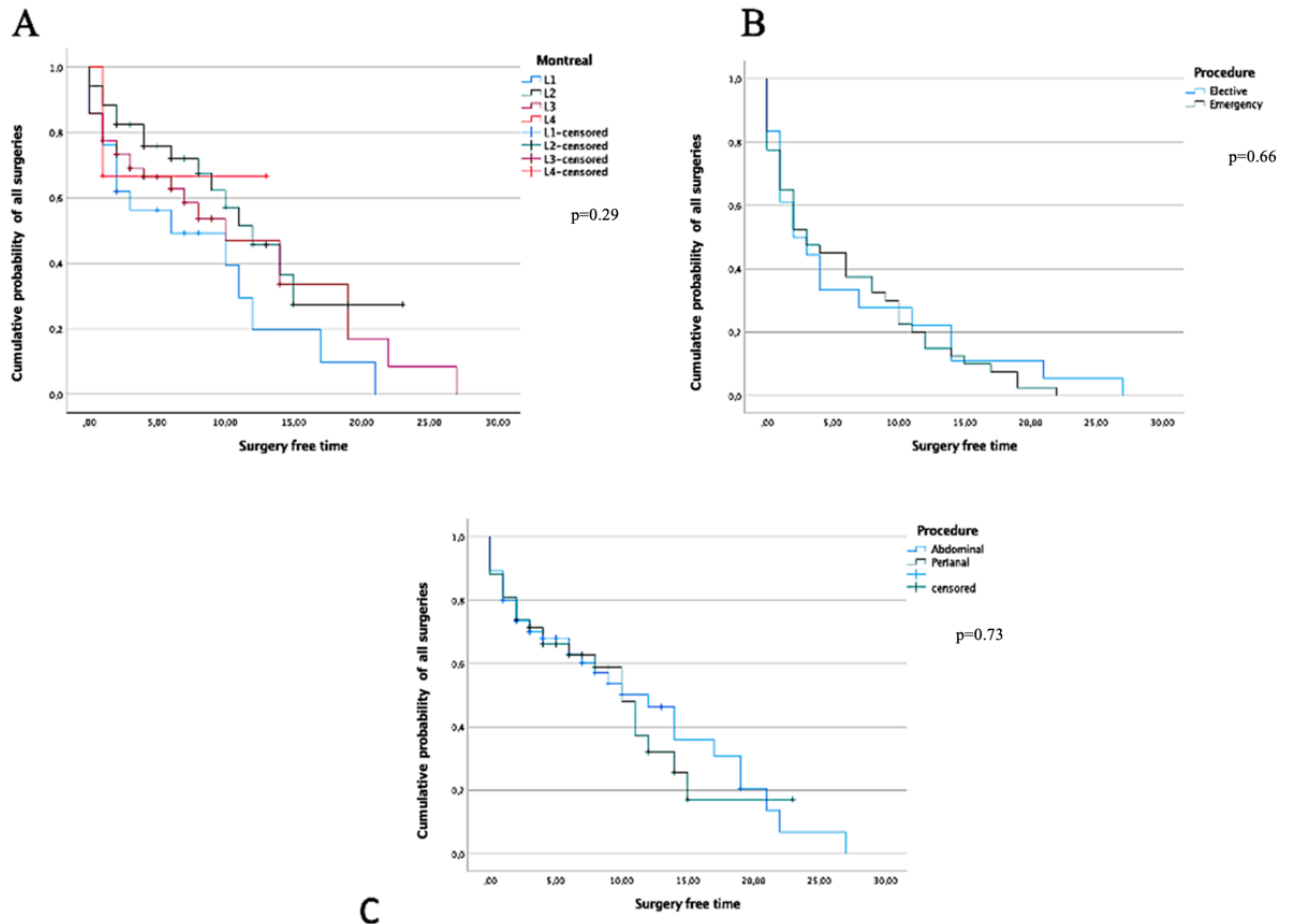 A
Montreal
L1
L2
L3
L4
L1-censored
L2-censored
L3-censored
L4-censored
p=0.29
Cumulative probability of all surgeries
1,0
0,8
0,6
0,4
0,2
0,0
,00 5,00 10,00 15,00 20,00 25,00 30,00
Surgery free time
B
Procedure
Elective
Emergency
p=0.66
Cumulative probability of all surgeries
1,0
0,8
0,6
0,4
0,2
0,0
,00 5,00 10,00 15,00 20,00 25,00 30,00
Surgery free time
Procedure
Abdominal
Perianal
censored
p=0.73
Cumulative probability of all surgeries
1,0
0,8
0,6
0,4
0,2
0,0
,00 5,00 10,00 15,00 20,00 25,00 30,00
Surgery free time
C